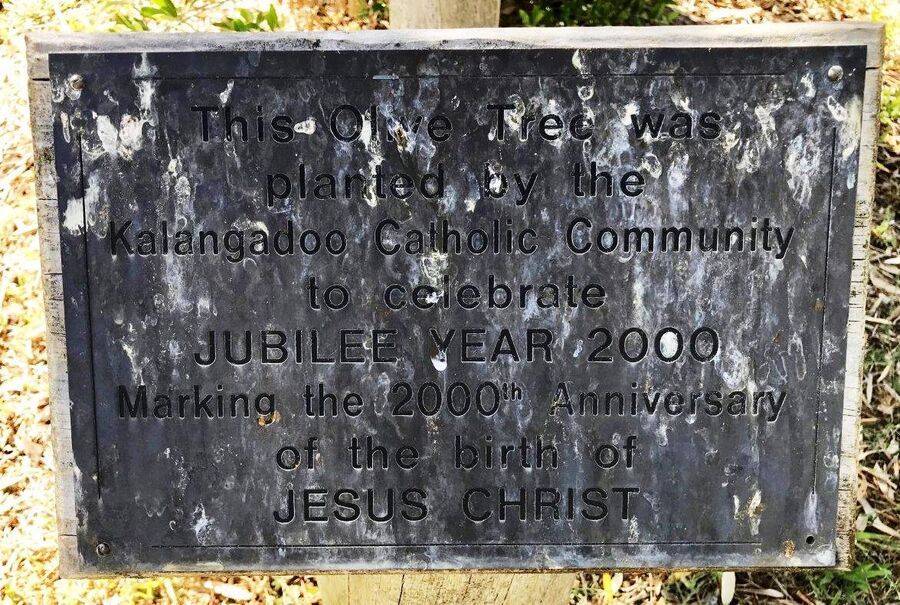 This Olive Tree was
planted by the
Kalangadoo Catholic Community
to celebrate
JUBILEE YEAR 2000
Marking the 2000th Anniversary
of the birth of
JESUS CHRIST